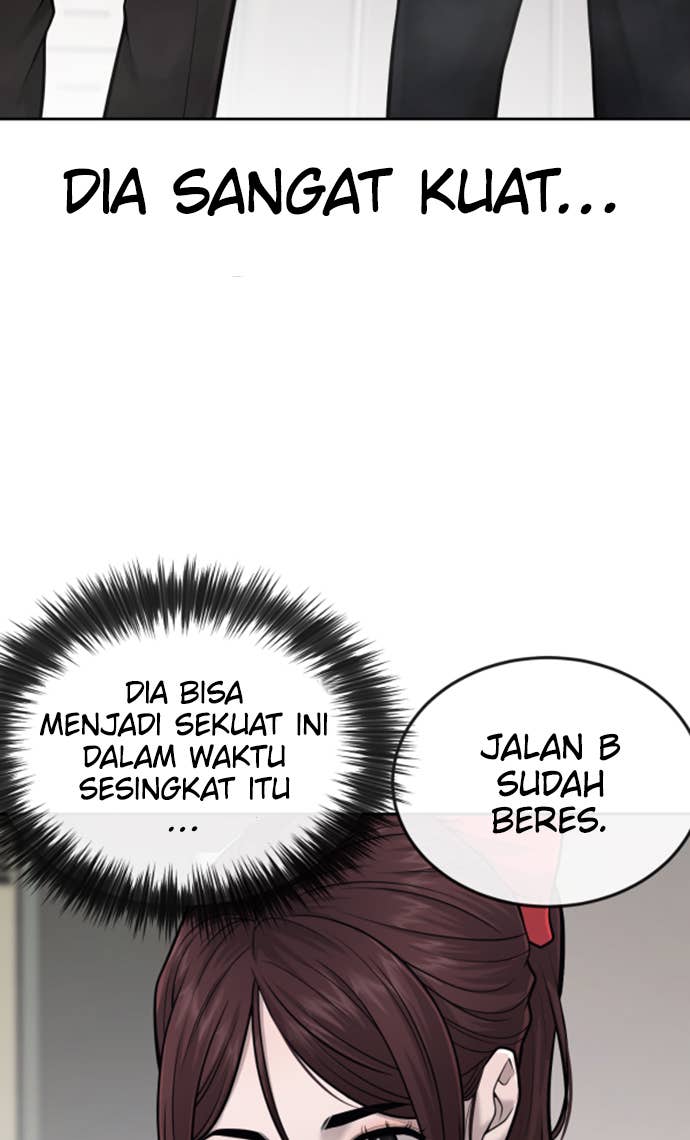 DIA SANGAT KUAT...
DIA BISA
MENJADI SEKUAT INI
DALAM WAKTU
SESINGKAT ITU
...
JALAN B
SUDAH
BERES.